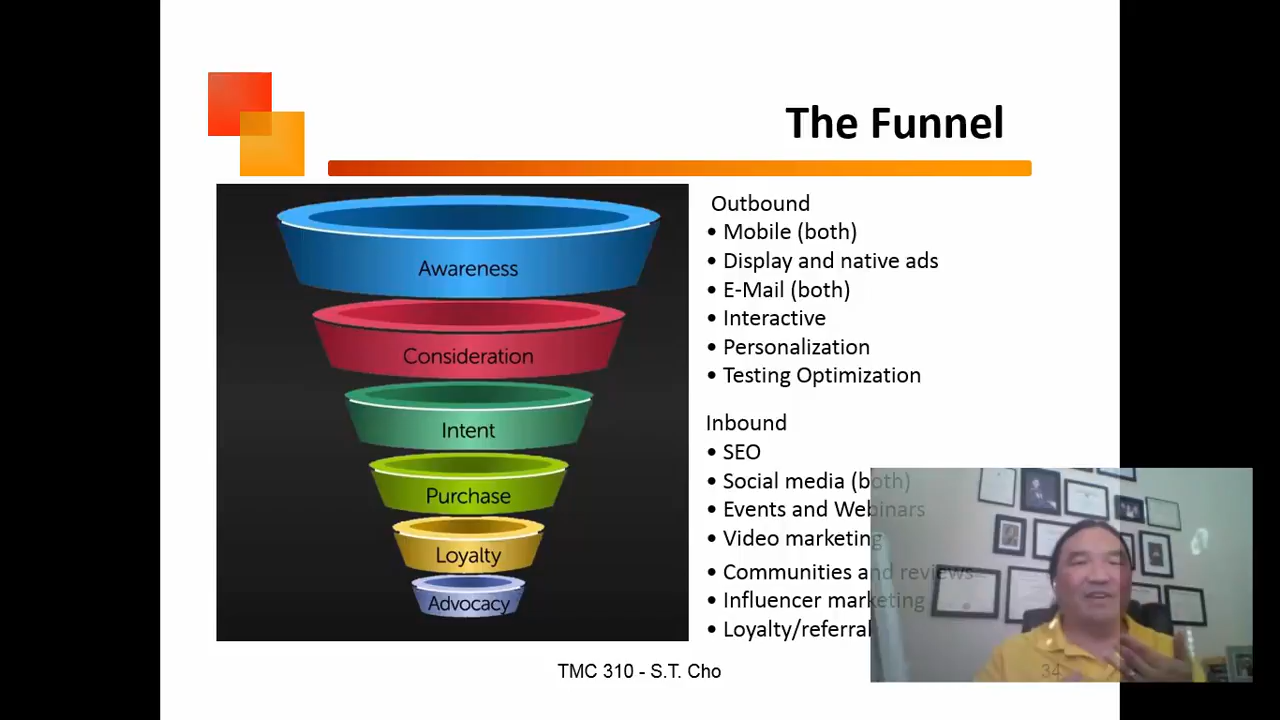 The Funnel
Awareness
Consideration
Intent
Purchase
Loyalty
Advocacy
Outbound
• Mobile (both)
• Display and native ads
• E-Mail (both)
• Interactive
• Personalization
• Testing Optimization
Inbound
• SEO
• Social media (both)
• Events and Webinars
• Video marketing
• Communities and reviews
• Influencer marketing
• Loyalty/referral
TMC 310 - S.T. Cho
34